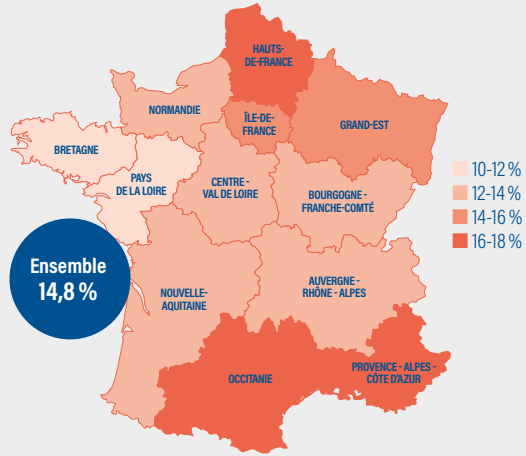 HAUTS-
DE-FRANCE
NORMANDIE
ÎLE-DE-
FRANCE
GRAND-EST
BRETAGNE
PAYS
DE LA LOIRE
CENTRE -
VAL DE LOIRE
BOURGOGNE -
FRANCHE-COMTÉ
10-12 %
12-14 %
14-16 %
16-18 %
Ensemble
14,8 %
NOUVELLE-
AQUITAINE
AUVERGNE -
RHÔNE - ALPES
OCCITANIE
PROVENCE - ALPES -
CÔTE D'AZUR